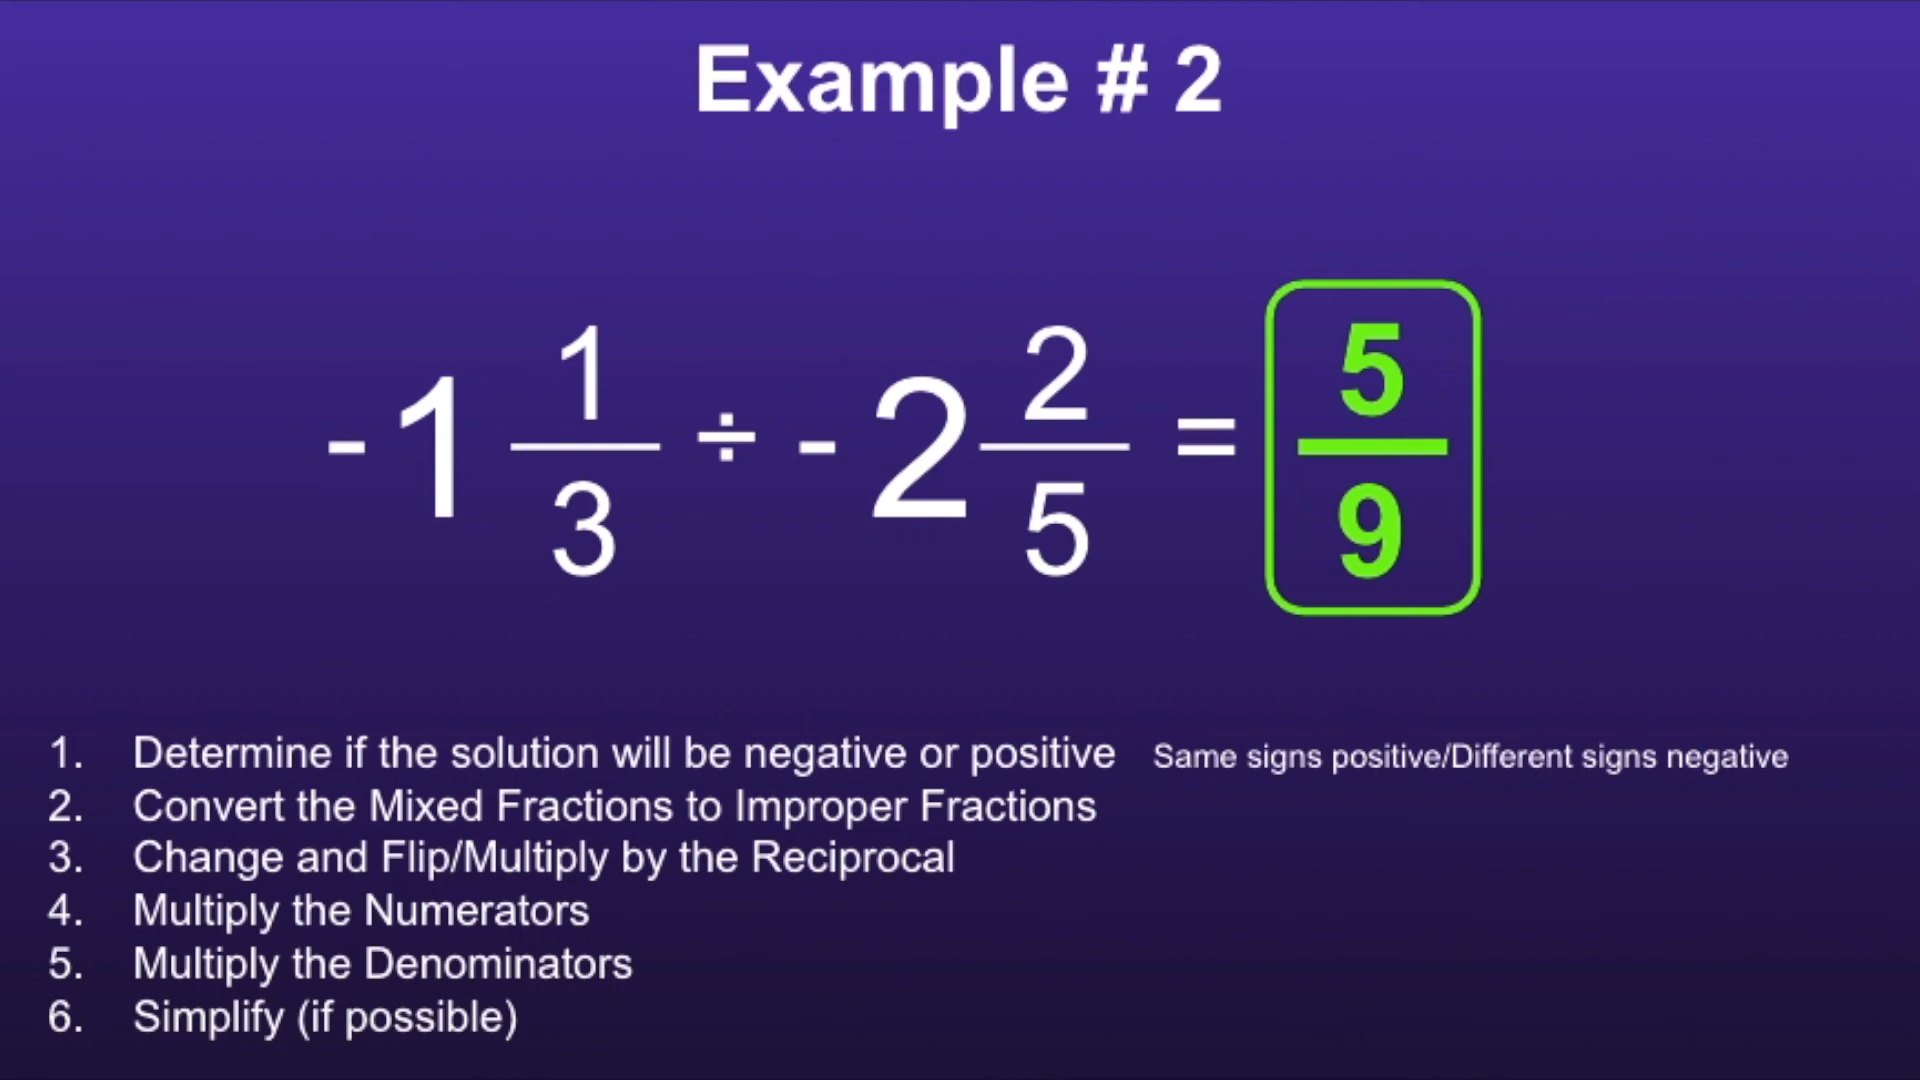 Example # 2
-1 1/3 ÷ -2 2/5 = 5/9
1. Determine if the solution will be negative or positive Same signs positive/Different signs negative
2. Convert the Mixed Fractions to Improper Fractions
3. Change and Flip/Multiply by the Reciprocal
4. Multiply the Numerators
5. Multiply the Denominators
6. Simplify (if possible)